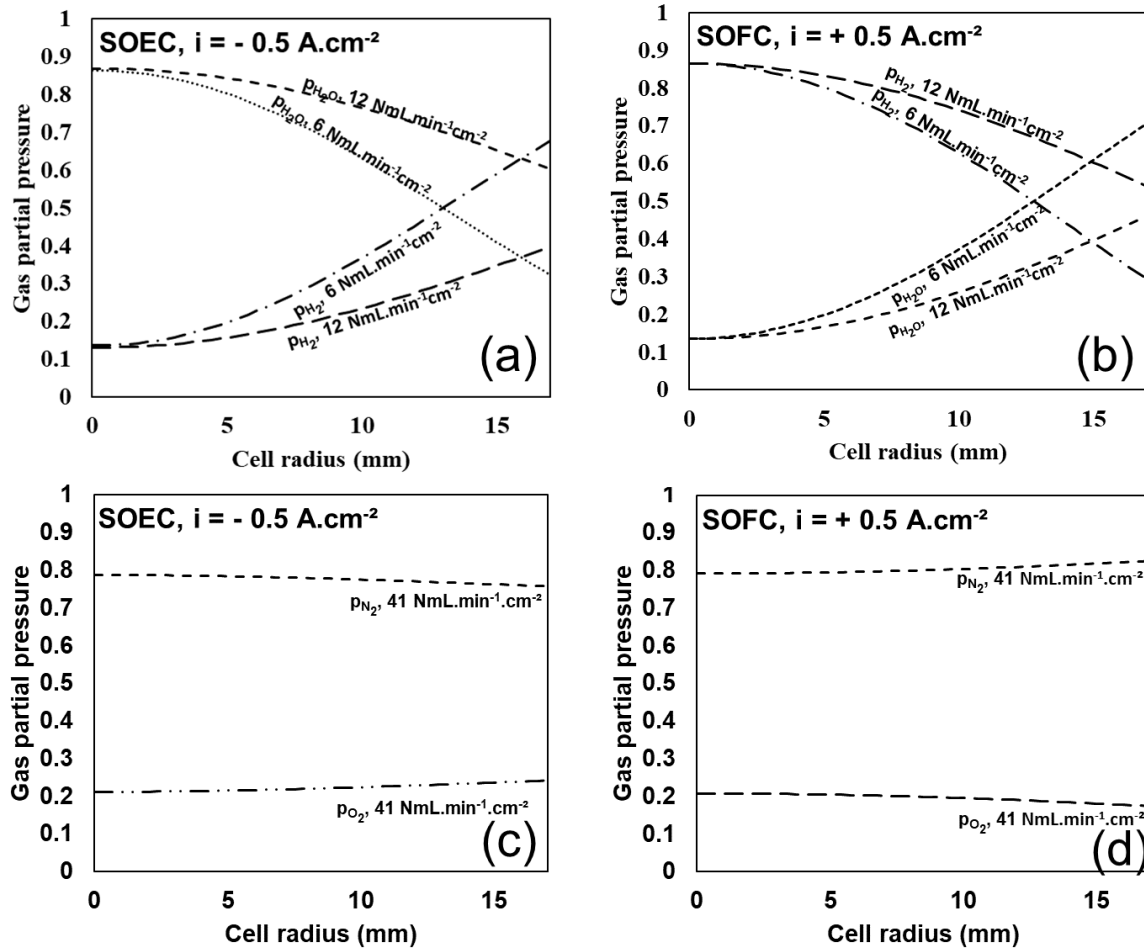 SOEC, i = - 0.5 A.cm⁻²
Gas partial pressure
1
0.9
0.8
0.7
0.6
0.5
0.4
0.3
0.2
0.1
0
p_H₂O, 12 NmL.min⁻¹cm⁻²
p_H₂O, 6 NmL.min⁻¹cm⁻²
p_H₂, 6 NmL.min⁻¹cm⁻²
p_H₂, 12 NmL.min⁻¹cm⁻²
(a)
0 5 10 15
Cell radius (mm)
SOFC, i = + 0.5 A.cm⁻²
Gas partial pressure
1
0.9
0.8
0.7
0.6
0.5
0.4
0.3
0.2
0.1
0
p_H₂, 12 NmL.min⁻¹cm⁻²
p_H₂, 6 NmL.min⁻¹cm⁻²
p_H₂O, 6 NmL.min⁻¹cm⁻²
p_H₂O, 12 NmL.min⁻¹cm⁻²
(b)
0 5 10 15
Cell radius (mm)
SOEC, i = - 0.5 A.cm⁻²
Gas partial pressure
1
0.9
0.8
0.7
0.6
0.5
0.4
0.3
0.2
0.1
0
p_N₂, 41 NmL.min⁻¹.cm⁻²
p_O₂, 41 NmL.min⁻¹.cm⁻²
(c)
0 5 10 15
Cell radius (mm)
SOFC, i = + 0.5 A.cm⁻²
Gas partial pressure
1
0.9
0.8
0.7
0.6
0.5
0.4
0.3
0.2
0.1
0
p_N₂, 41 NmL.min⁻¹.cm⁻²
p_O₂, 41 NmL.min⁻¹.cm⁻²
(d)
0 5 10 15
Cell radius (mm)